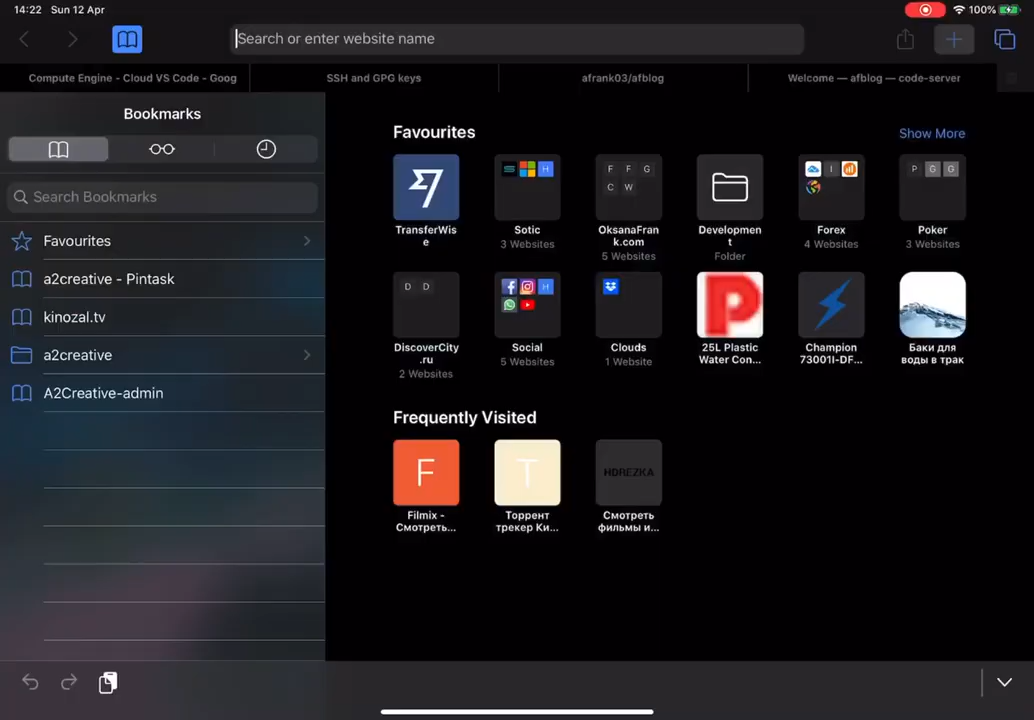 14:22 Sun 12 Apr
100%
Search or enter website name
Compute Engine - Cloud VS Code - Goog
SSH and GPG keys
afrank03/afblog
Welcome — afblog — code-server
Bookmarks
Search Bookmarks
Favourites
a2creative - Pintask
kinozal.tv
a2creative
A2Creative-admin
Favourites
Show More
TransferWis
e
H
Sotic
3 Websites
F F G
C W
OksanaFran
k.com
5 Websites
Developmen
t
Folder
I
Forex
4 Websites
P G G
Poker
3 Websites
D D
DiscoverCity
.ru
2 Websites
H
Social
5 Websites
Clouds
1 Website
P
25L Plastic
Water Con...
Champion
73001I-DF...
Баки для
воды в трак
Frequently Visited
F
Filmix -
Смотреть...
T
Торрент
трекер Ки...
HDREZKA
Смотреть
фильмы и...